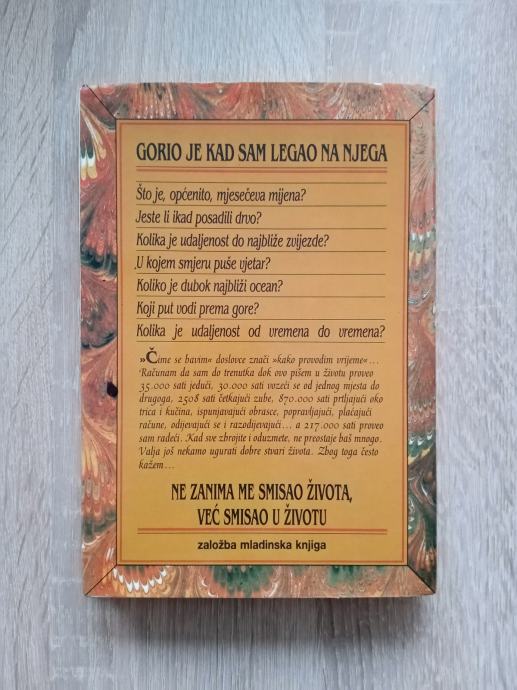 GORIO JE KAD SAM LEGAO NA NJEGA
Što je, općenito, mjesečeva mijena?
Jeste li ikad posadili drvo?
Kolika je udaljenost do najbliže zvijezde?
U kojem smjeru puše vjetar?
Koliko je dubok najbliži ocean?
Koji put vodi prema gore?
Kolika je udaljenost od vremena do vremena?
»Čime se bavim« doslovce znači »kako provodim vrijeme«...
Računam da sam do trenutka dok ovo pišem u životu proveo
35.000 sati jedući, 30.000 sati vozeći se od jednog mjesta do
drugoga, 2508 sati četkajući zube, 870.000 sati prtljajući oko
trica i kučina, ispunjavajući obrasce, popravljajući, plaćajući
račune, odijevajući se i razodijevajući... a 217.000 sati proveo
sam radeći. Kad sve zbrojite i oduzmete, ne preostaje baš mnogo.
Valja još nekamo ugurati dobre stvari života. Zbog toga često
kažem...
NE ZANIMA ME SMISAO ŽIVOTA,
VEĆ SMISAO U ŽIVOTU
založba mladinska knjiga